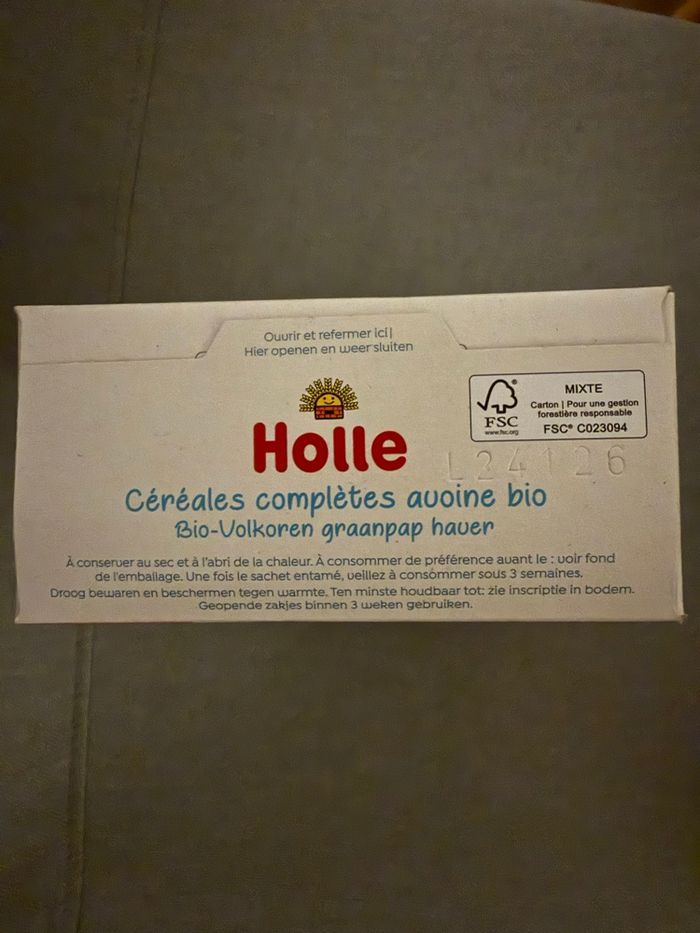 Ouvrir et refermer ici |
Hier openen en weer sluiten
FSC®
www.fsc.org
MIXTE
Carton | Pour une gestion
forestière responsable
FSC® C023094
Holle
L24126
Céréales complètes avoine bio
Bio-Volkoren graanpap haver
À conserver au sec et à l'abri de la chaleur. À consommer de préférence avant le : voir fond
de l'emballage. Une fois le sachet entamé, veillez à consommer sous 3 semaines.
Droog bewaren en beschermen tegen warmte. Ten minste houdbaar tot: zie inscriptie in bodem.
Geopende zakjes binnen 3 weken gebruiken.